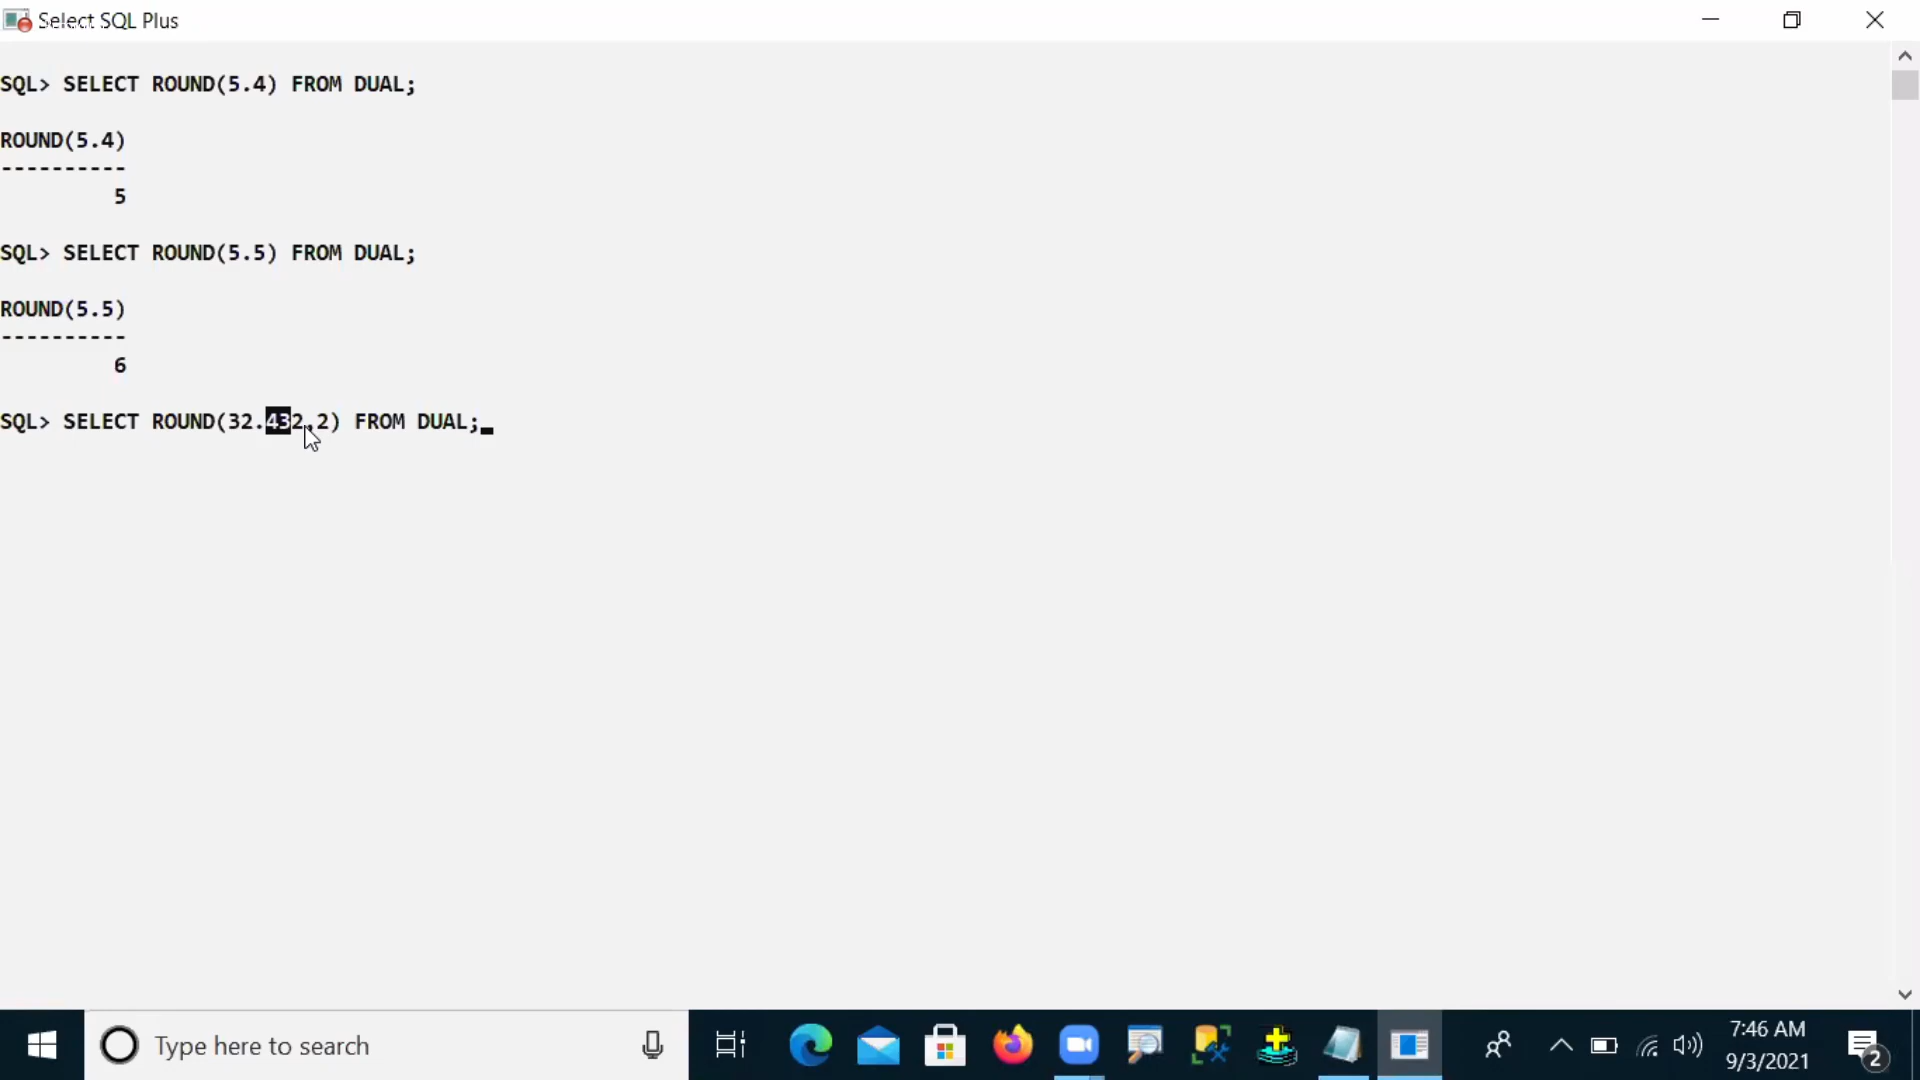 Select SQL Plus
SQL> SELECT ROUND(5.4) FROM DUAL;
ROUND(5.4)
----------
5
SQL> SELECT ROUND(5.5) FROM DUAL;
ROUND(5.5)
----------
6
SQL> SELECT ROUND(32.432,2) FROM DUAL;
Type here to search
7:46 AM
9/3/2021
2